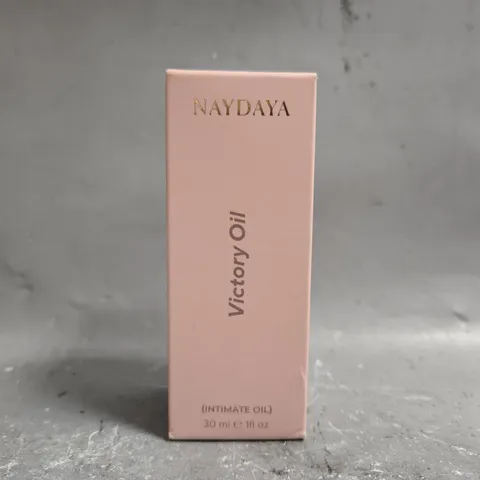 NAYDAYA
Victory Oil
(INTIMATE OIL)
30 ml ℮ 1fl oz